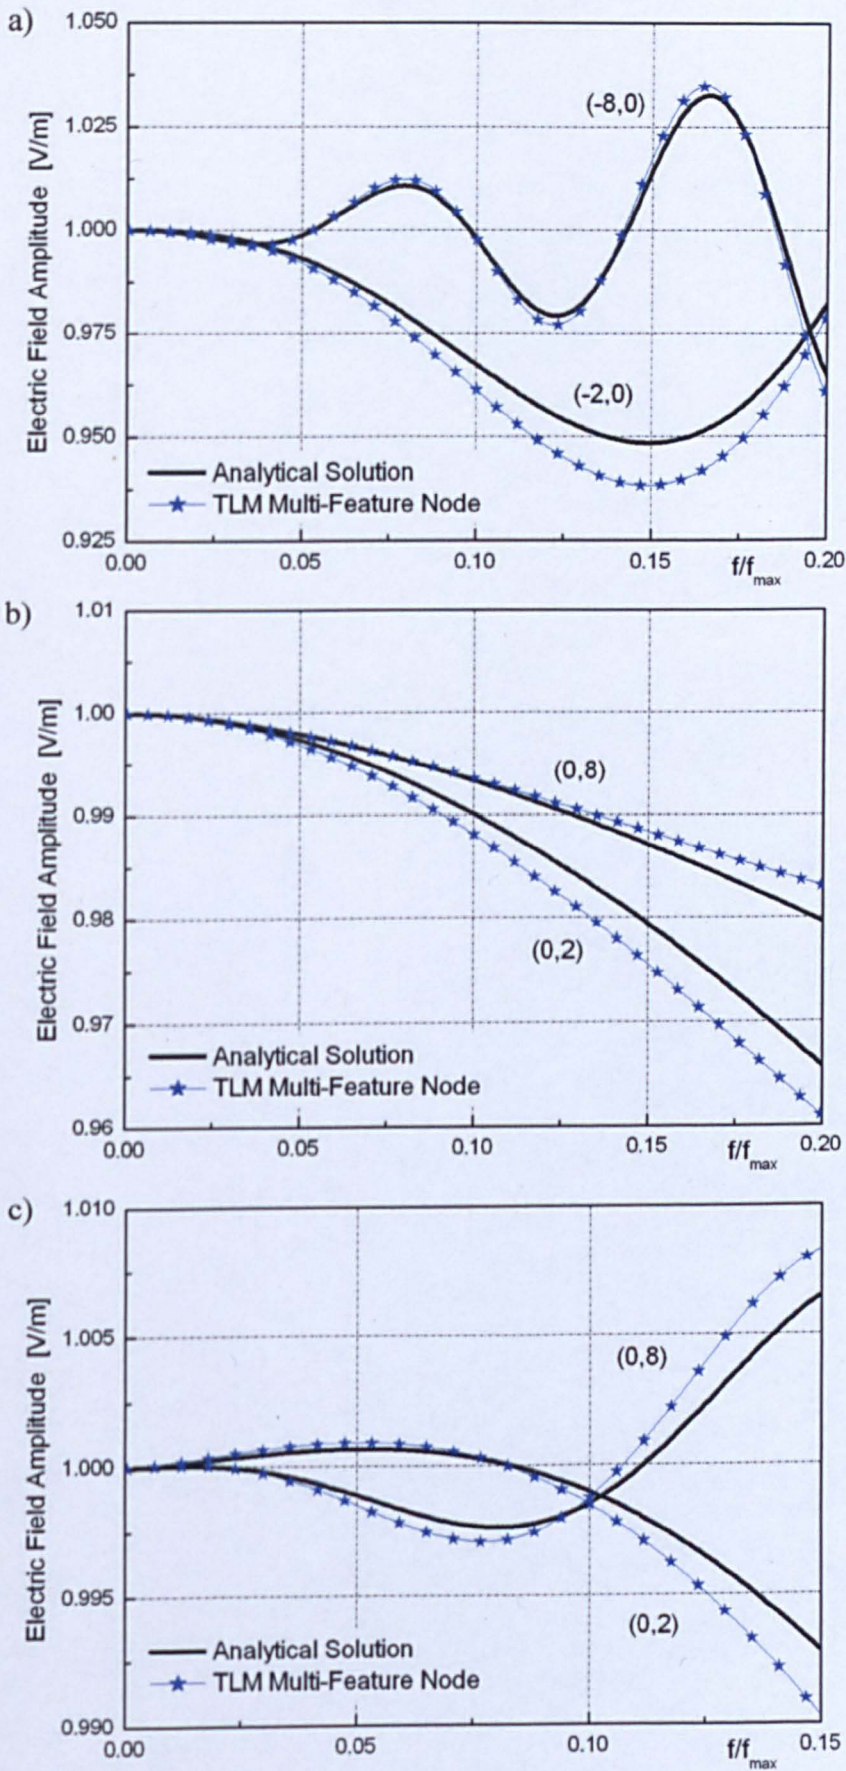 a)
Electric Field Amplitude [V/m]
1.050
1.025
1.000
0.975
0.950
0.925
(-8,0)
(-2,0)
Analytical Solution
TLM Multi-Feature Node
0.00 0.05 0.10 0.15 f/fmax 0.20
b)
Electric Field Amplitude [V/m]
1.01
1.00
0.99
0.98
0.97
0.96
(0,8)
(0,2)
Analytical Solution
TLM Multi-Feature Node
0.00 0.05 0.10 0.15 f/fmax 0.20
c)
Electric Field Amplitude [V/m]
1.010
1.005
1.000
0.995
0.990
(0,8)
(0,2)
Analytical Solution
TLM Multi-Feature Node
0.00 0.05 0.10 f/fmax 0.15